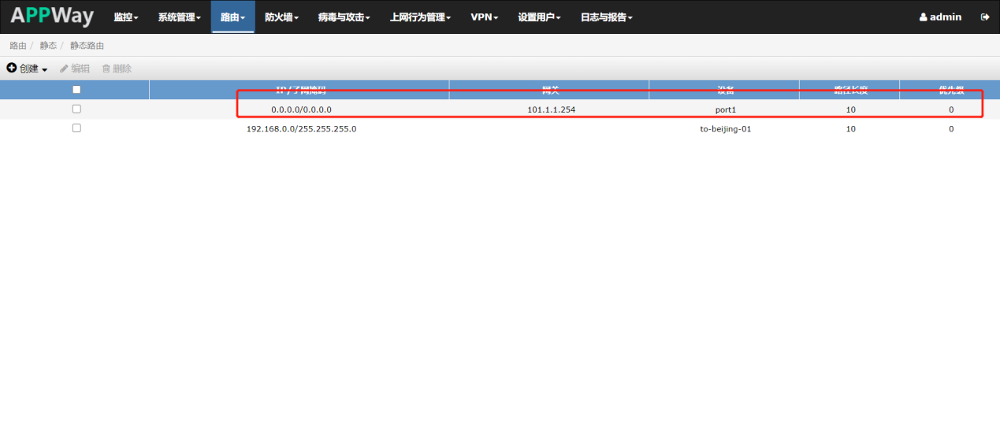 APPWay 监控 系统管理 路由 防火墙 病毒与攻击 上网行为管理 VPN 设置用户 日志与报告 admin
路由 / 静态 / 静态路由
创建 编辑 删除
IP / 子网掩码 网关 设备 路径长度 优先级
0.0.0.0/0.0.0.0 101.1.1.254 port1 10 0
192.168.0.0/255.255.255.0 to-beijing-01 10 0